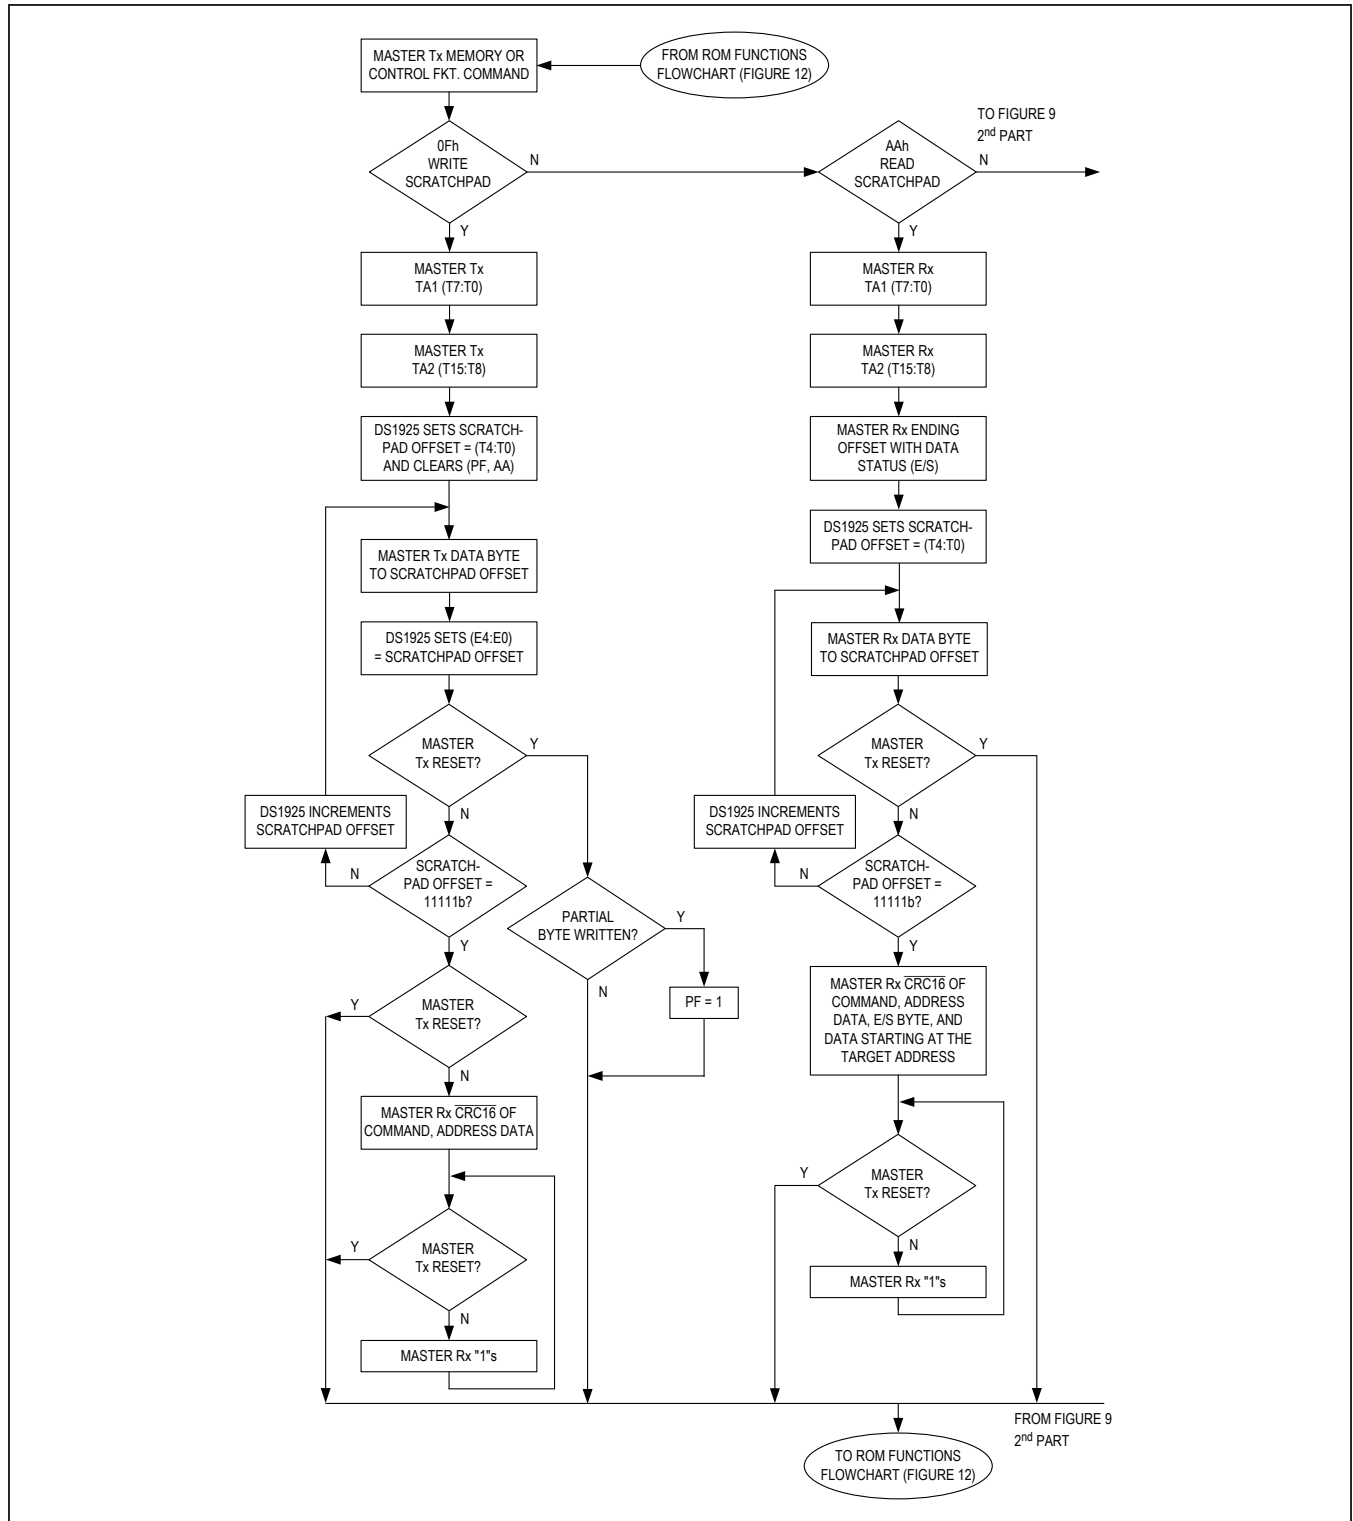 MASTER Tx MEMORY OR
CONTROL FKT. COMMAND
FROM ROM FUNCTIONS
FLOWCHART (FIGURE 12)
0Fh
WRITE
SCRATCHPAD
N
Y
AAh
READ
SCRATCHPAD
N
Y
TO FIGURE 9
2nd PART
MASTER Tx
TA1 (T7:T0)
MASTER Tx
TA2 (T15:T8)
DS1925 SETS SCRATCH-
PAD OFFSET = (T4:T0)
AND CLEARS (PF, AA)
MASTER Tx DATA BYTE
TO SCRATCHPAD OFFSET
DS1925 SETS (E4:E0)
= SCRATCHPAD OFFSET
MASTER
Tx RESET?
Y
N
DS1925 INCREMENTS
SCRATCHPAD OFFSET
SCRATCH-
PAD OFFSET =
11111b?
N
Y
PARTIAL
BYTE WRITTEN?
Y
N
PF = 1
MASTER
Tx RESET?
Y
N
MASTER Rx CRC16 OF
COMMAND, ADDRESS DATA
MASTER
Tx RESET?
Y
N
MASTER Rx "1"s
MASTER Rx
TA1 (T7:T0)
MASTER Rx
TA2 (T15:T8)
MASTER Rx ENDING
OFFSET WITH DATA
STATUS (E/S)
DS1925 SETS SCRATCH-
PAD OFFSET = (T4:T0)
MASTER Rx DATA BYTE
TO SCRATCHPAD OFFSET
MASTER
Tx RESET?
Y
N
DS1925 INCREMENTS
SCRATCHPAD OFFSET
SCRATCH-
PAD OFFSET =
11111b?
N
Y
MASTER Rx CRC16 OF
COMMAND, ADDRESS
DATA, E/S BYTE, AND
DATA STARTING AT THE
TARGET ADDRESS
MASTER
Tx RESET?
Y
N
MASTER Rx "1"s
FROM FIGURE 9
2nd PART
TO ROM FUNCTIONS
FLOWCHART (FIGURE 12)